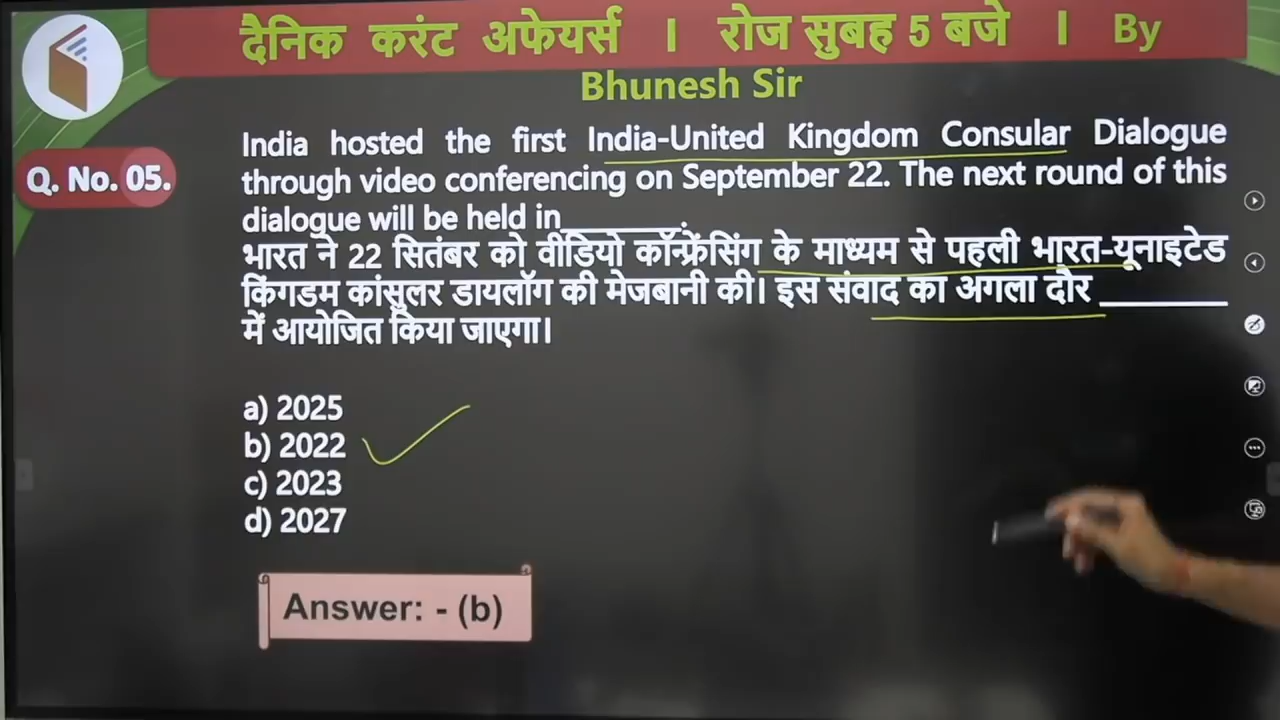 दैनिक करंट अफेयर्स । रोज सुबह 5 बजे । By
Bhunesh Sir
Q. No. 05.
India hosted the first India-United Kingdom Consular Dialogue
through video conferencing on September 22. The next round of this
dialogue will be held in________:
भारत ने 22 सितंबर को वीडियो कॉन्फ्रेंसिंग के माध्यम से पहली भारत-यूनाइटेड
किंगडम कांसुलर डायलॉग की मेजबानी की। इस संवाद का अगला दौर ________
में आयोजित किया जाएगा।
a) 2025
b) 2022
c) 2023
d) 2027
Answer: - (b)